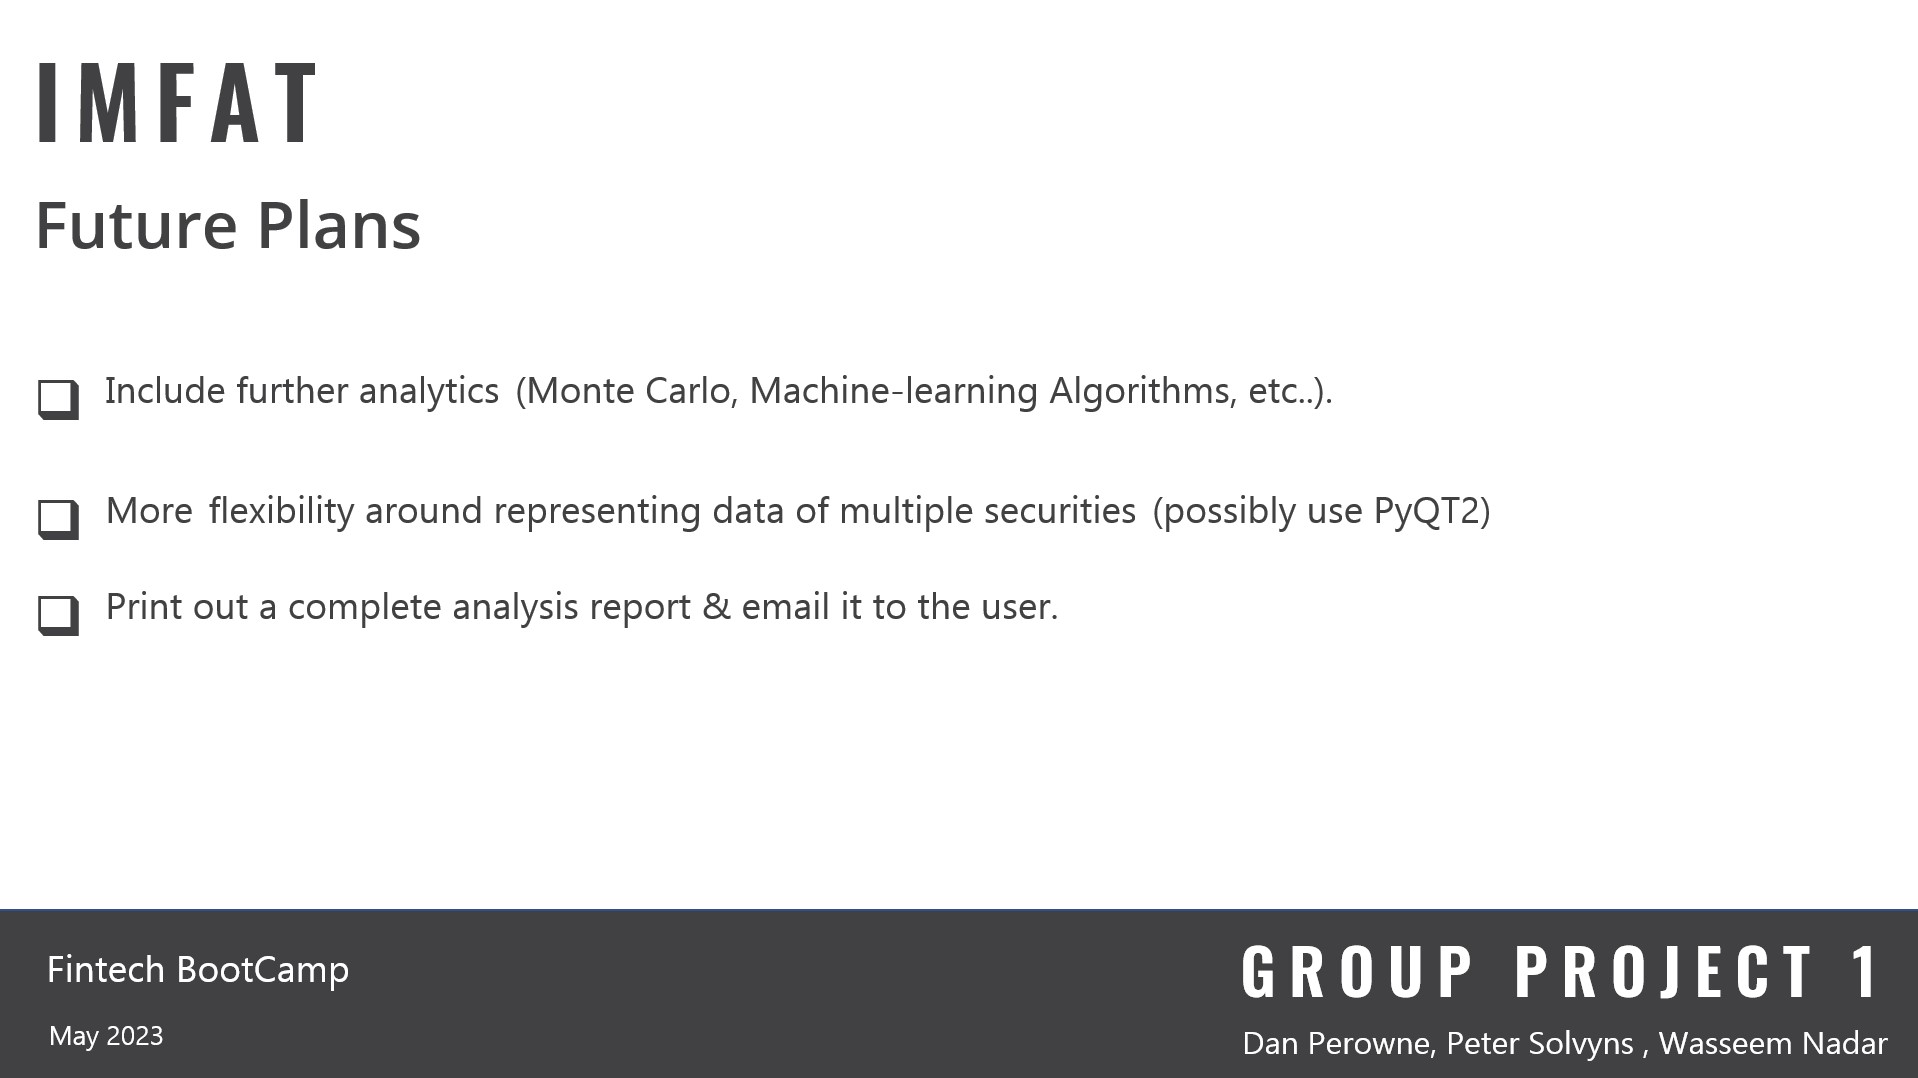 IMFAT
Future Plans
Include further analytics (Monte Carlo, Machine-learning Algorithms, etc..).
More flexibility around representing data of multiple securities (possibly use PyQT2)
Print out a complete analysis report & email it to the user.
Fintech BootCamp
May 2023
GROUP PROJECT 1
Dan Perowne, Peter Solvyns , Wasseem Nadar